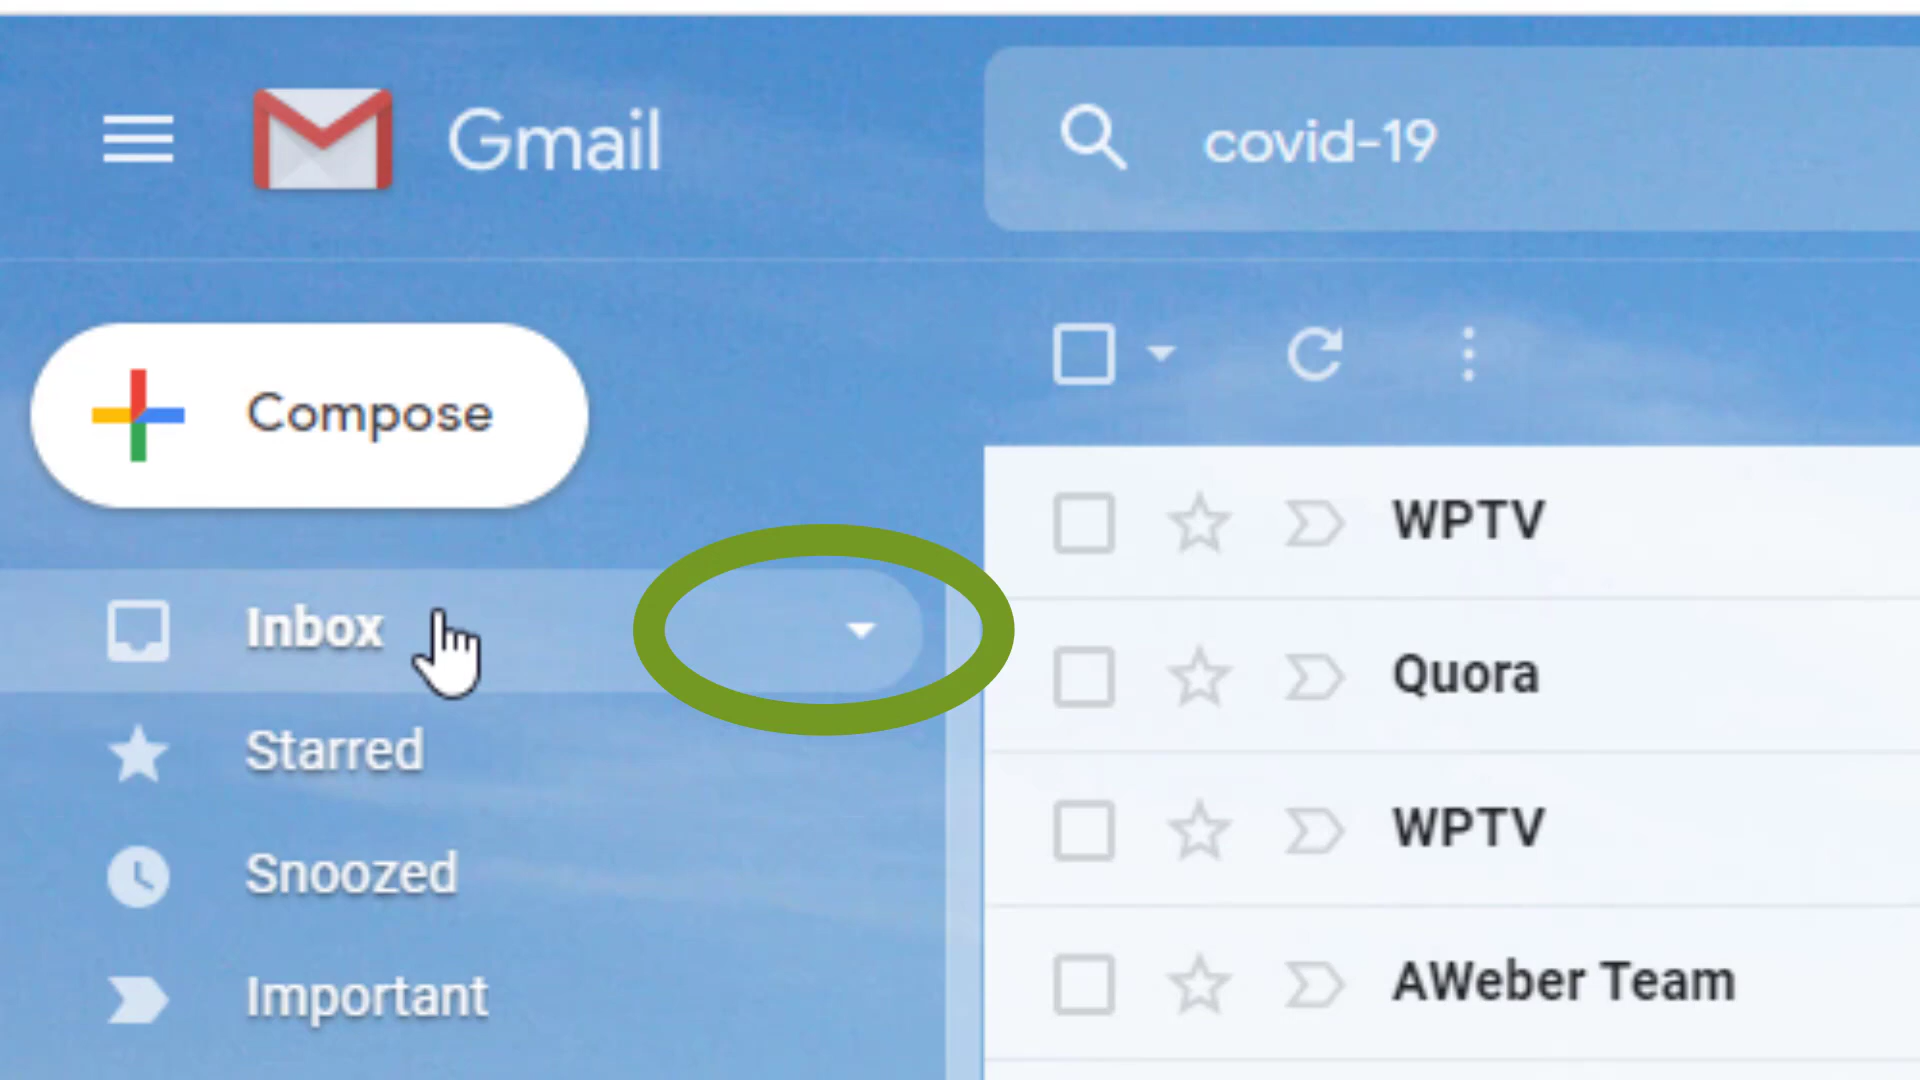 Gmail
covid-19
Compose
Inbox
Starred
Snoozed
Important
WPTV
Quora
WPTV
AWeber Team